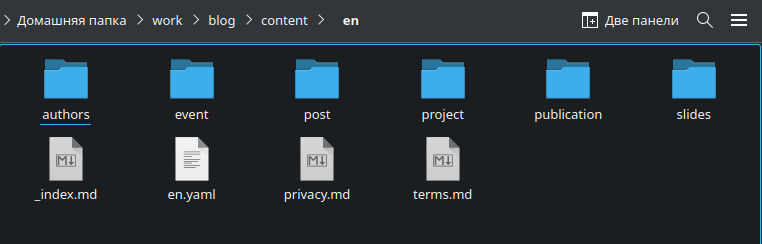 Домашняя папка work blog content en Две панели
authors event post project publication slides
_index.md en.yaml privacy.md terms.md